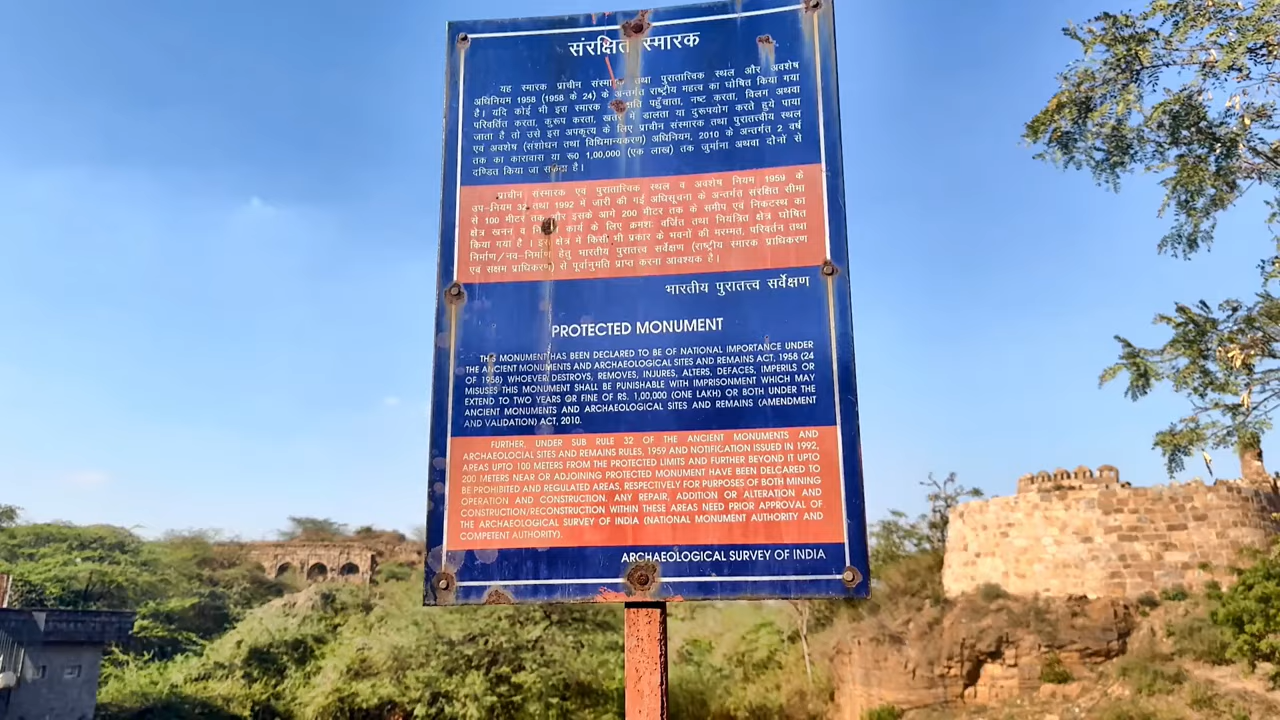 संरक्षित स्मारक
यह स्मारक प्राचीन संस्मारक तथा पुरातात्विक स्थल और अवशेष
अधिनियम 1958 (1958 के 24) के अन्तर्गत राष्ट्रीय महत्व का घोषित किया गया
है। यदि कोई भी इस स्मारक क्षति पहुँचाता, नष्ट करता, विलग अथवा
परिवर्तित करता, कुरूप करता, खतरे में डालता या दुरूपयोग करते हुये पाया
जाता है तो उसे इस अपकृत्य के लिए प्राचीन संस्मारक तथा पुरातत्वीय स्थल
एवं अवशेष (संशोधन तथा विधिमान्यकरण) अधिनियम, 2010 के अन्तर्गत 2 वर्ष
तक का कारावास या रू0 1,00,000 (एक लाख) तक जुर्माना अथवा दोनों से
दण्डित किया जा सकता है।
प्राचीन संस्मारक एवं पुरातात्विक स्थल व अवशेष नियम 1959 के
उप-नियम 32 तथा 1992 में जारी की गई अधिसूचना के अन्तर्गत संरक्षित सीमा
से 100 मीटर तक और इसके आगे 200 मीटर तक के समीप एवं निकटस्थ का
क्षेत्र खनन व निर्माण कार्य के लिए क्रमशः वर्जित तथा नियंत्रित क्षेत्र घोषित
किया गया है। इस क्षेत्र में किसी भी प्रकार के भवनों की मरम्मत, परिवर्तन तथा
निर्माण/नव-निर्माण हेतु भारतीय पुरातत्व सर्वेक्षण (राष्ट्रीय स्मारक प्राधिकरण
एवं सक्षम प्राधिकरण) से पूर्वानुमति प्राप्त करना आवश्यक है।
भारतीय पुरातत्त्व सर्वेक्षण
PROTECTED MONUMENT
THIS MONUMENT HAS BEEN DECLARED TO BE OF NATIONAL IMPORTANCE UNDER
THE ANCIENT MONUMENTS AND ARCHAEOLOGICAL SITES AND REMAINS ACT, 1958 (24
OF 1958) WHOEVER DESTROYS, REMOVES, INJURES, ALTERS, DEFACES, IMPERILS OR
MISUSES THIS MONUMENT SHALL BE PUNISHABLE WITH IMPRISONMENT WHICH MAY
EXTEND TO TWO YEARS GR FINE OF RS. 1,00,000 (ONE LAKH) OR BOTH UNDER THE
ANCIENT MONUMENTS AND ARCHAEOLOGICAL SITES AND REMAINS (AMENDMENT
AND VALIDATION) ACT, 2010.
FURTHER, UNDER SUB RULE 32 OF THE ANCIENT MONUMENTS AND
ARCHAEOLOCIAL SITES AND REMAINS RULES, 1959 AND NOTIFICATION ISSUED IN 1992,
AREAS UPTO 100 METERS FROM THE PROTECTED LIMITS AND FURTHER BEYOND IT UPTO
200 METERS NEAR OR ADJOINING PROTECTED MONUMENT HAVE BEEN DELCARED TO
BE PROHIBITED AND REGULATED AREAS, RESPECTIVELY FOR PURPOSES OF BOTH MINING
OPERATION AND CONSTRUCTION. ANY REPAIR, ADDITION OR ALTERATION AND
CONSTRUCTION/RECONSTRUCTION WITHIN THESE AREAS NEED PRIOR APPROVAL OF
THE ARCHAEOLOGICAL SURVEY OF INDIA (NATIONAL MONUMENT AUTHORITY AND
COMPETENT AUTHORITY).
ARCHAEOLOGICAL SURVEY OF INDIA